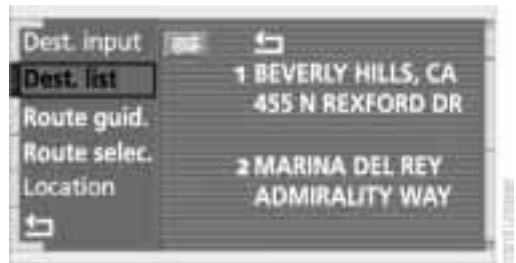 Dest. input
Dest. list
Route guid.
Route selec.
Location
1 BEVERLY HILLS, CA
455 N REXFORD DR
2 MARINA DEL REY
ADMIRALITY WAY